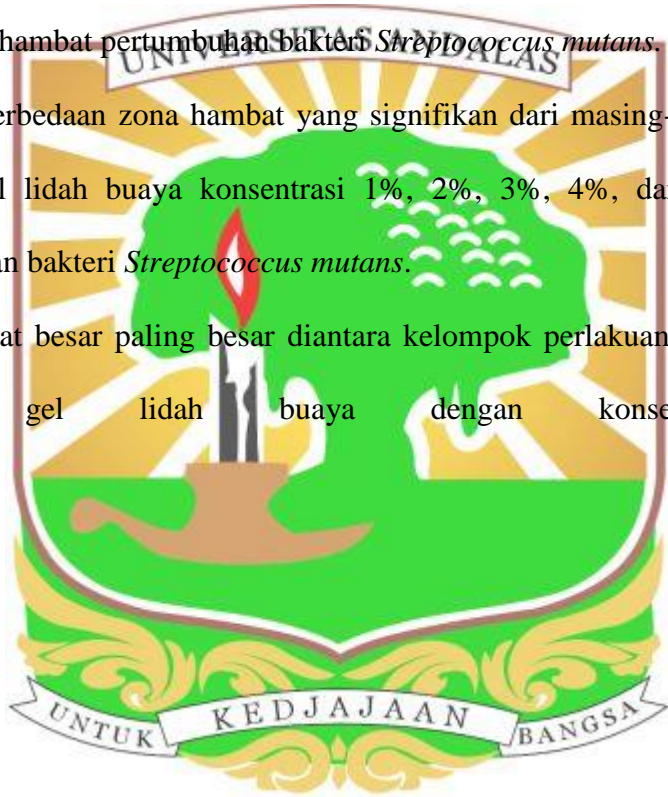 hambat pertumbuhan bakteri Streptococcus mutans.
UNIVERSITAS ANDALAS
erbedaan zona hambat yang signifikan dari masing-
l lidah buaya konsentrasi 1%, 2%, 3%, 4%, da
an bakteri Streptococcus mutans.
at besar paling besar diantara kelompok perlakuan
gel lidah buaya dengan konse
UNTUK KEDJAJAAN BANGSA